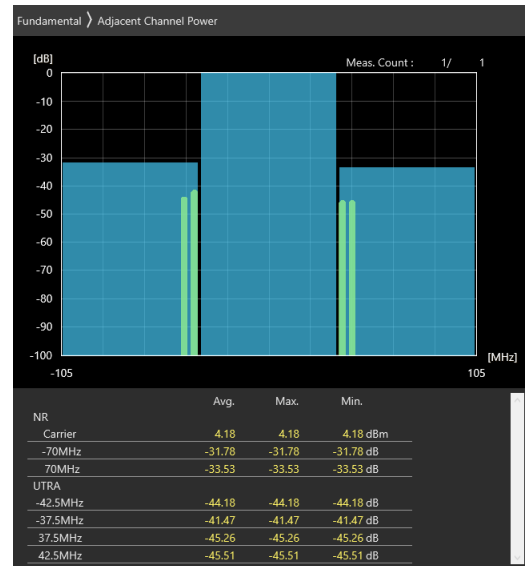 Fundamental 〉 Adjacent Channel Power
[dB]
Meas. Count : 1/ 1
0
-10
-20
-30
-40
-50
-60
-70
-80
-90
-100
[MHz]
-105 105
Avg. Max. Min.
NR
Carrier 4.18 4.18 4.18 dBm
-70MHz -31.78 -31.78 -31.78 dB
70MHz -33.53 -33.53 -33.53 dB
UTRA
-42.5MHz -44.18 -44.18 -44.18 dB
-37.5MHz -41.47 -41.47 -41.47 dB
37.5MHz -45.26 -45.26 -45.26 dB
42.5MHz -45.51 -45.51 -45.51 dB